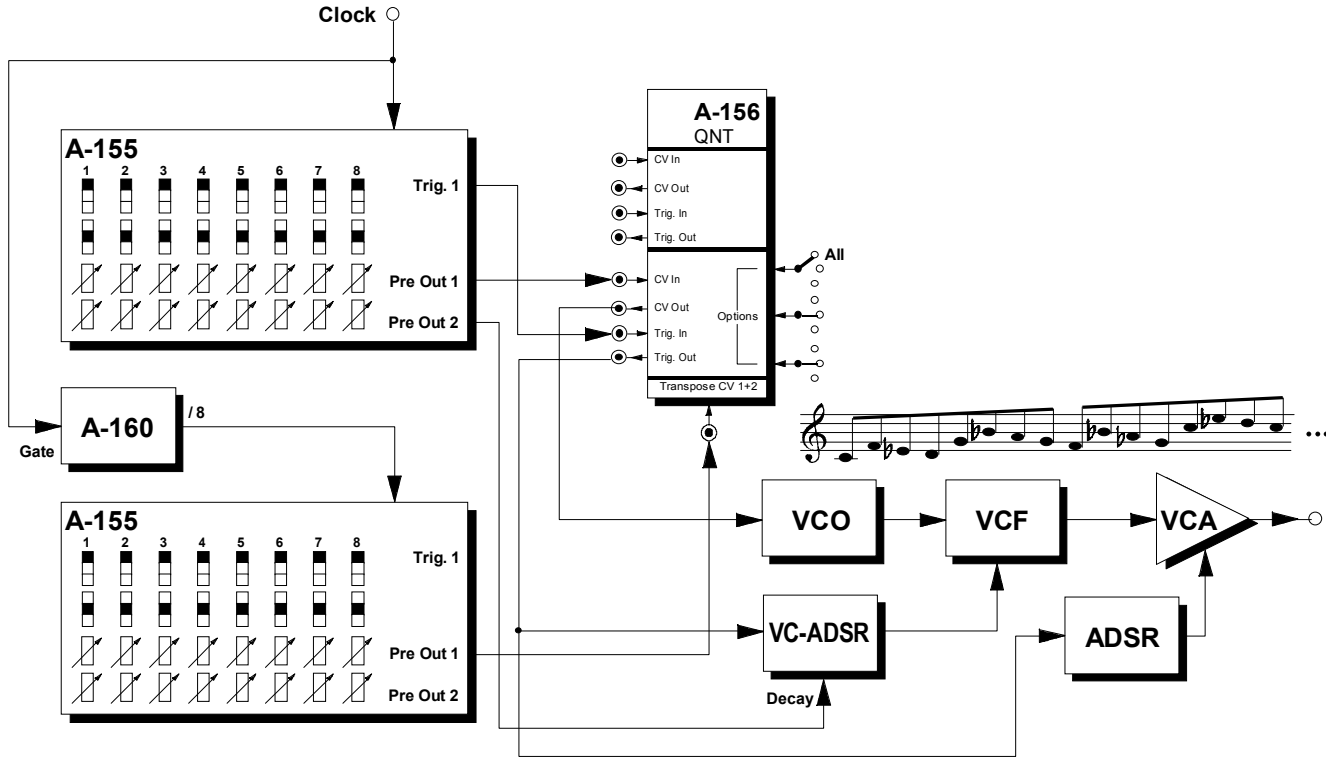 Clock
A-155
1 2 3 4 5 6 7 8
Trig. 1
Pre Out 1
Pre Out 2
A-156
QNT
CV In
CV Out
Trig. In
Trig. Out
CV In
CV Out
Trig. In
Trig. Out
Options
Transpose CV 1+2
All
A-160
/ 8
Gate
...
A-155
1 2 3 4 5 6 7 8
Trig. 1
Pre Out 1
Pre Out 2
VCO
VCF
VCA
VC-ADSR
Decay
ADSR